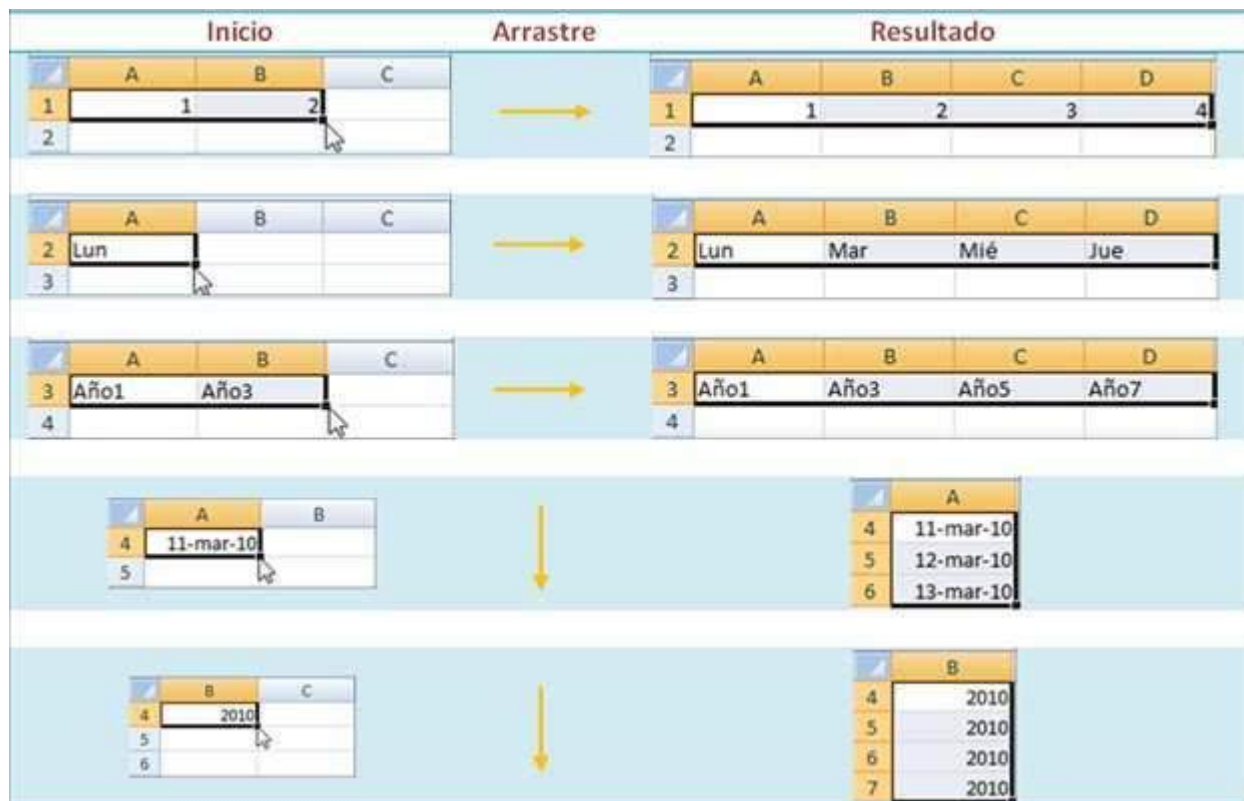 Inicio Arrastre Resultado
A B C A B C D
1 1 2 1 1 2 3 4
2 2
A B C A B C D
2 Lun 2 Lun Mar Mié Jue
3 3
A B C A B C D
3 Año1 Año3 3 Año1 Año3 Año5 Año7
4 4
A B A
4 11-mar-10 4 11-mar-10
5 5 12-mar-10
6 13-mar-10
B C B
4 2010 4 2010
5 5 2010
6 6 2010
7 2010